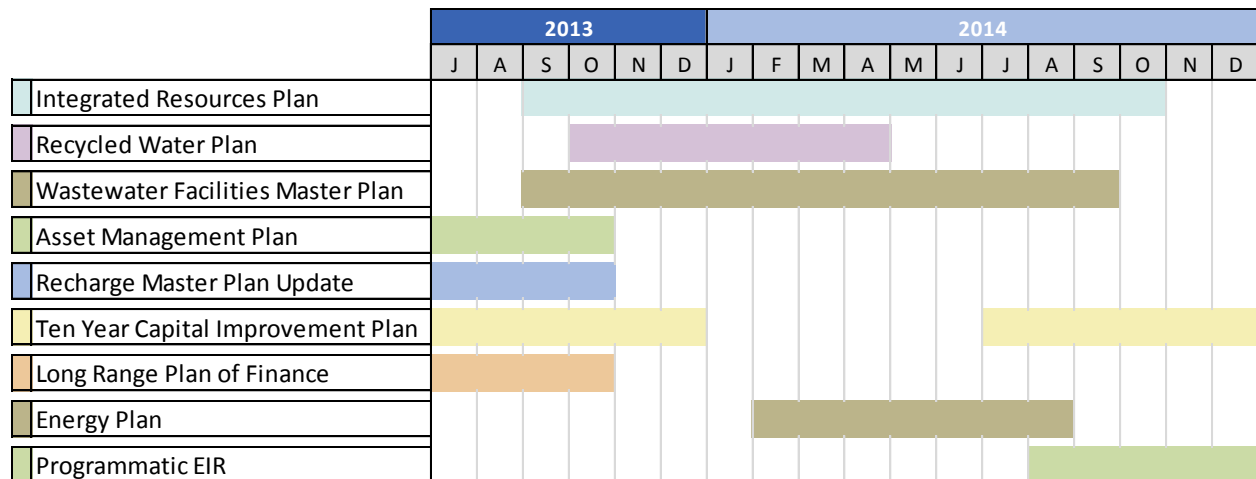 2013 2014
J A S O N D J F M A M J J A S O N D
Integrated Resources Plan
Recycled Water Plan
Wastewater Facilities Master Plan
Asset Management Plan
Recharge Master Plan Update
Ten Year Capital Improvement Plan
Long Range Plan of Finance
Energy Plan
Programmatic EIR